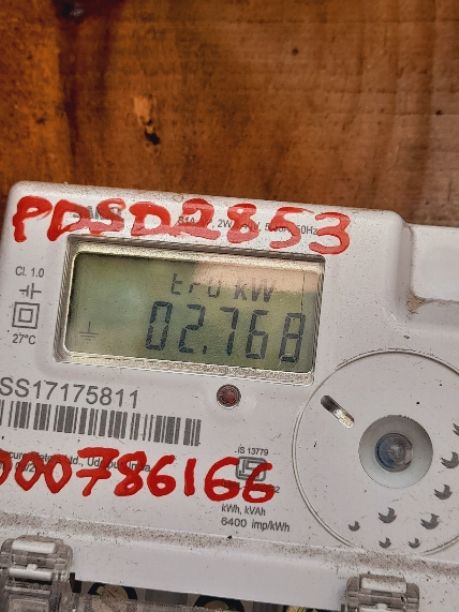 PDSD2853
Cl. 1.0
27°C
kW
02.768
SS17175811
IS 13779
000786166
kWh, kVAh
6400 imp/kWh